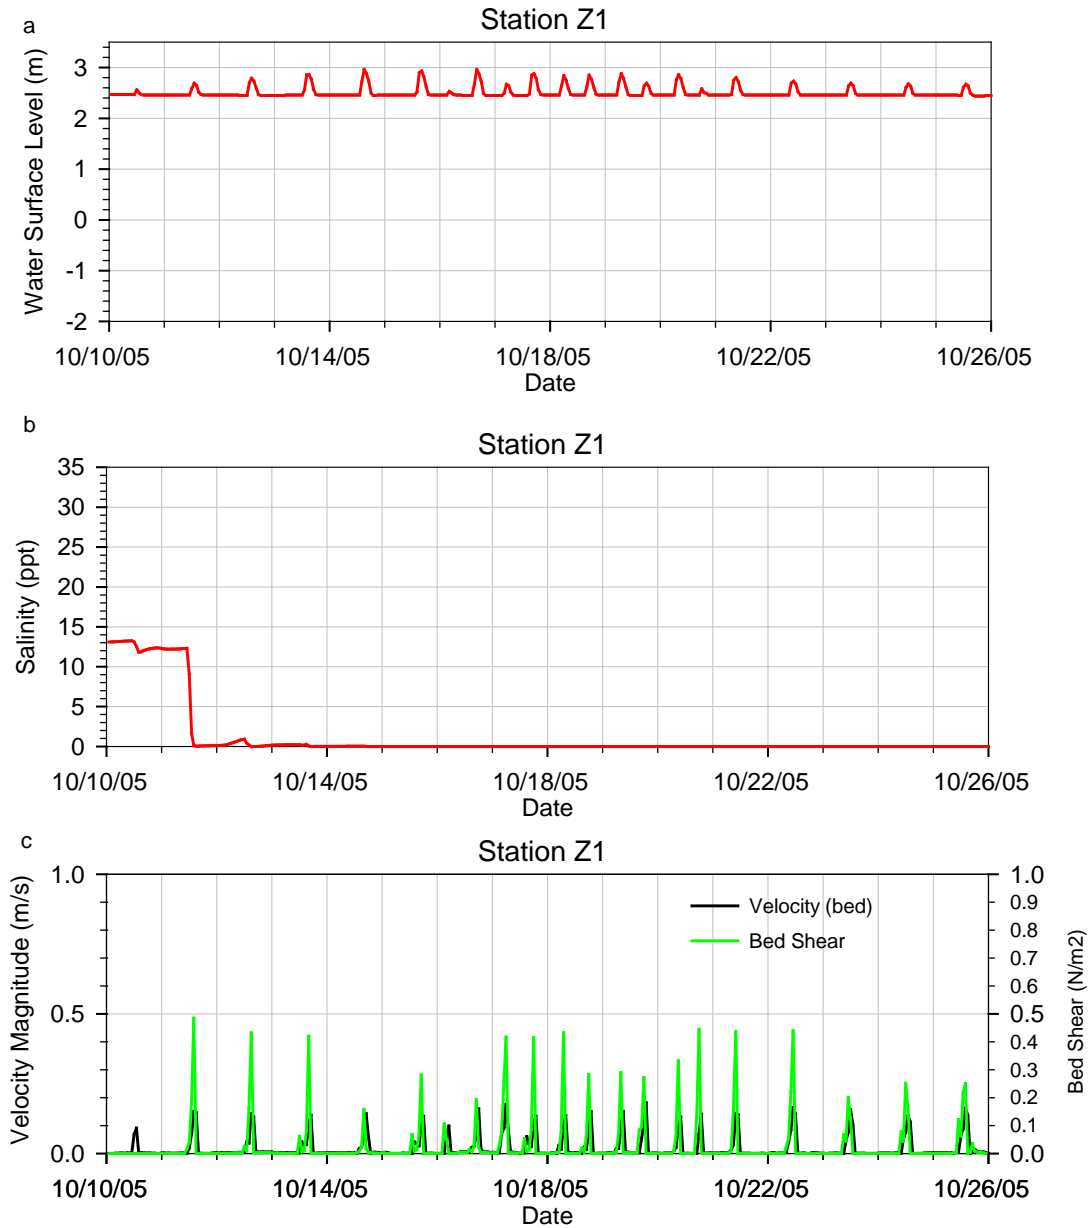 a
Station Z1
Water Surface Level (m)
3
2
1
0
-1
-2
10/10/05 10/14/05 10/18/05 10/22/05 10/26/05
Date
b
Station Z1
Salinity (ppt)
35
30
25
20
15
10
5
0
10/10/05 10/14/05 10/18/05 10/22/05 10/26/05
Date
c
Station Z1
Velocity Magnitude (m/s)
1.0
0.5
0.0
Velocity (bed)
Bed Shear
1.0
0.9
0.8
0.7
0.6
0.5
0.4
0.3
0.2
0.1
0.0
Bed Shear (N/m2)
10/10/05 10/14/05 10/18/05 10/22/05 10/26/05
Date